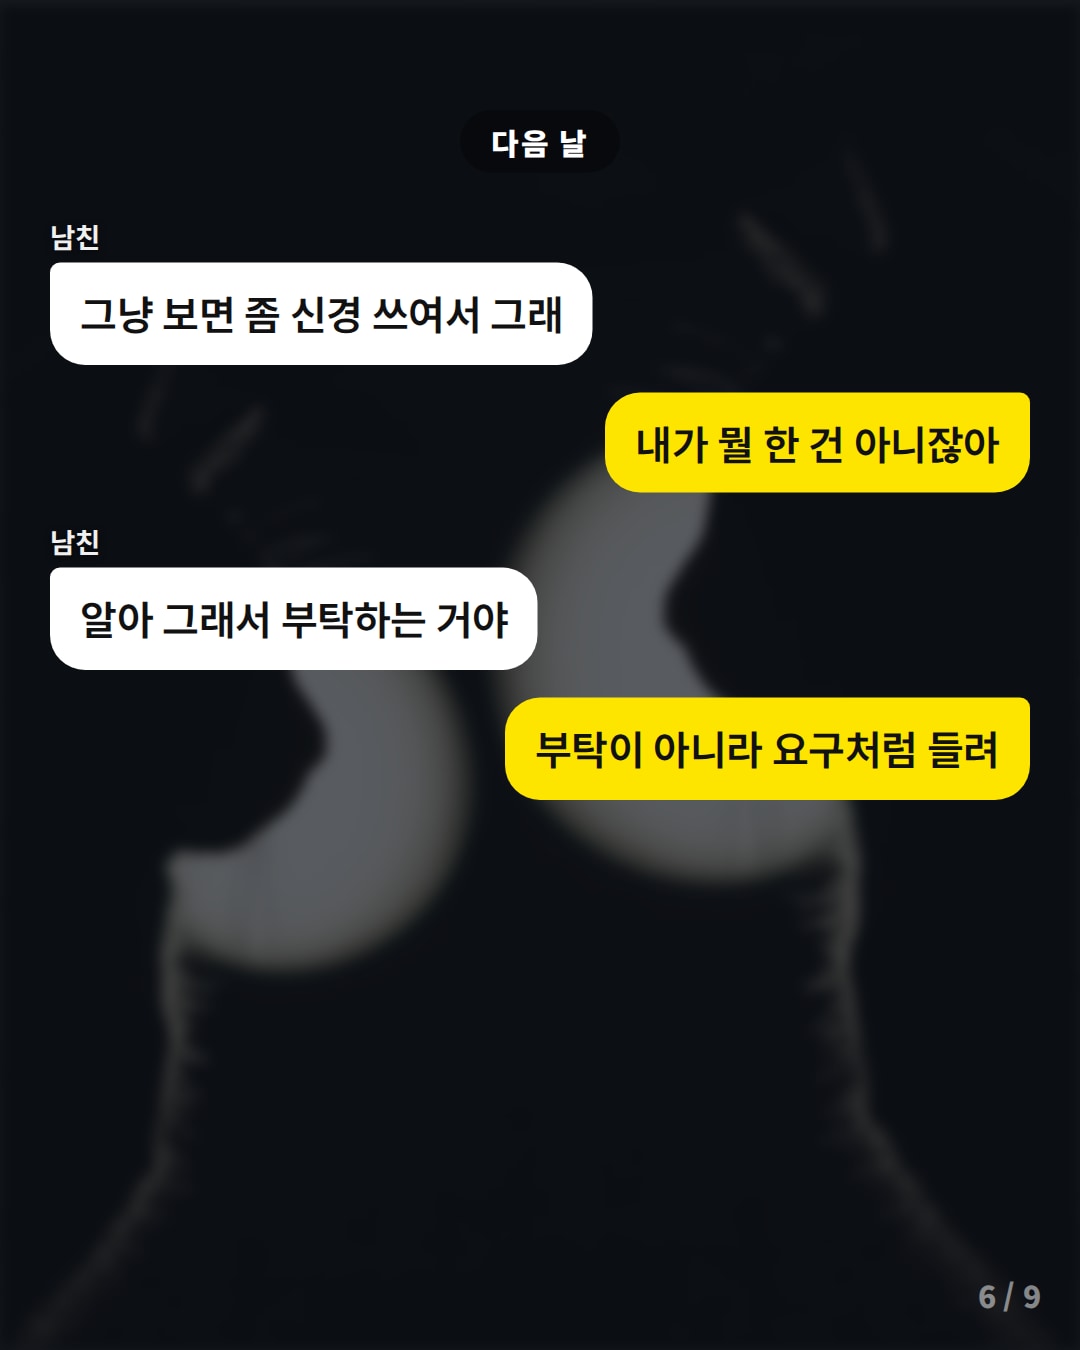 다음 날
남친
그냥 보면 좀 신경 쓰여서 그래
내가 뭘 한 건 아니잖아
남친
알아 그래서 부탁하는 거야
부탁이 아니라 요구처럼 들려
6 / 9